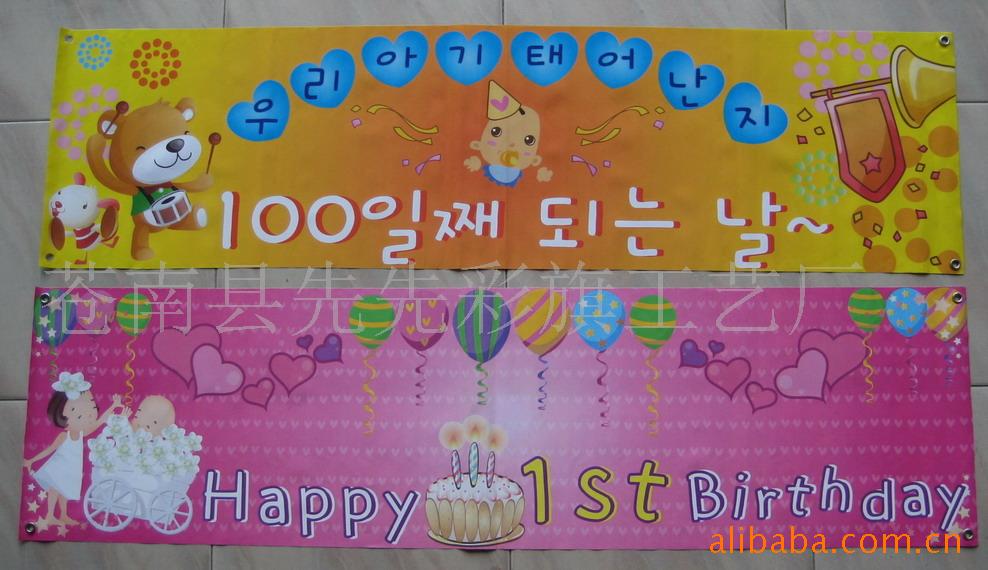 우리아기태어난지
100일째 되는 날~
苍南县先先彩旗工艺厂
Happy 1st Birthday
alibaba.com.cn